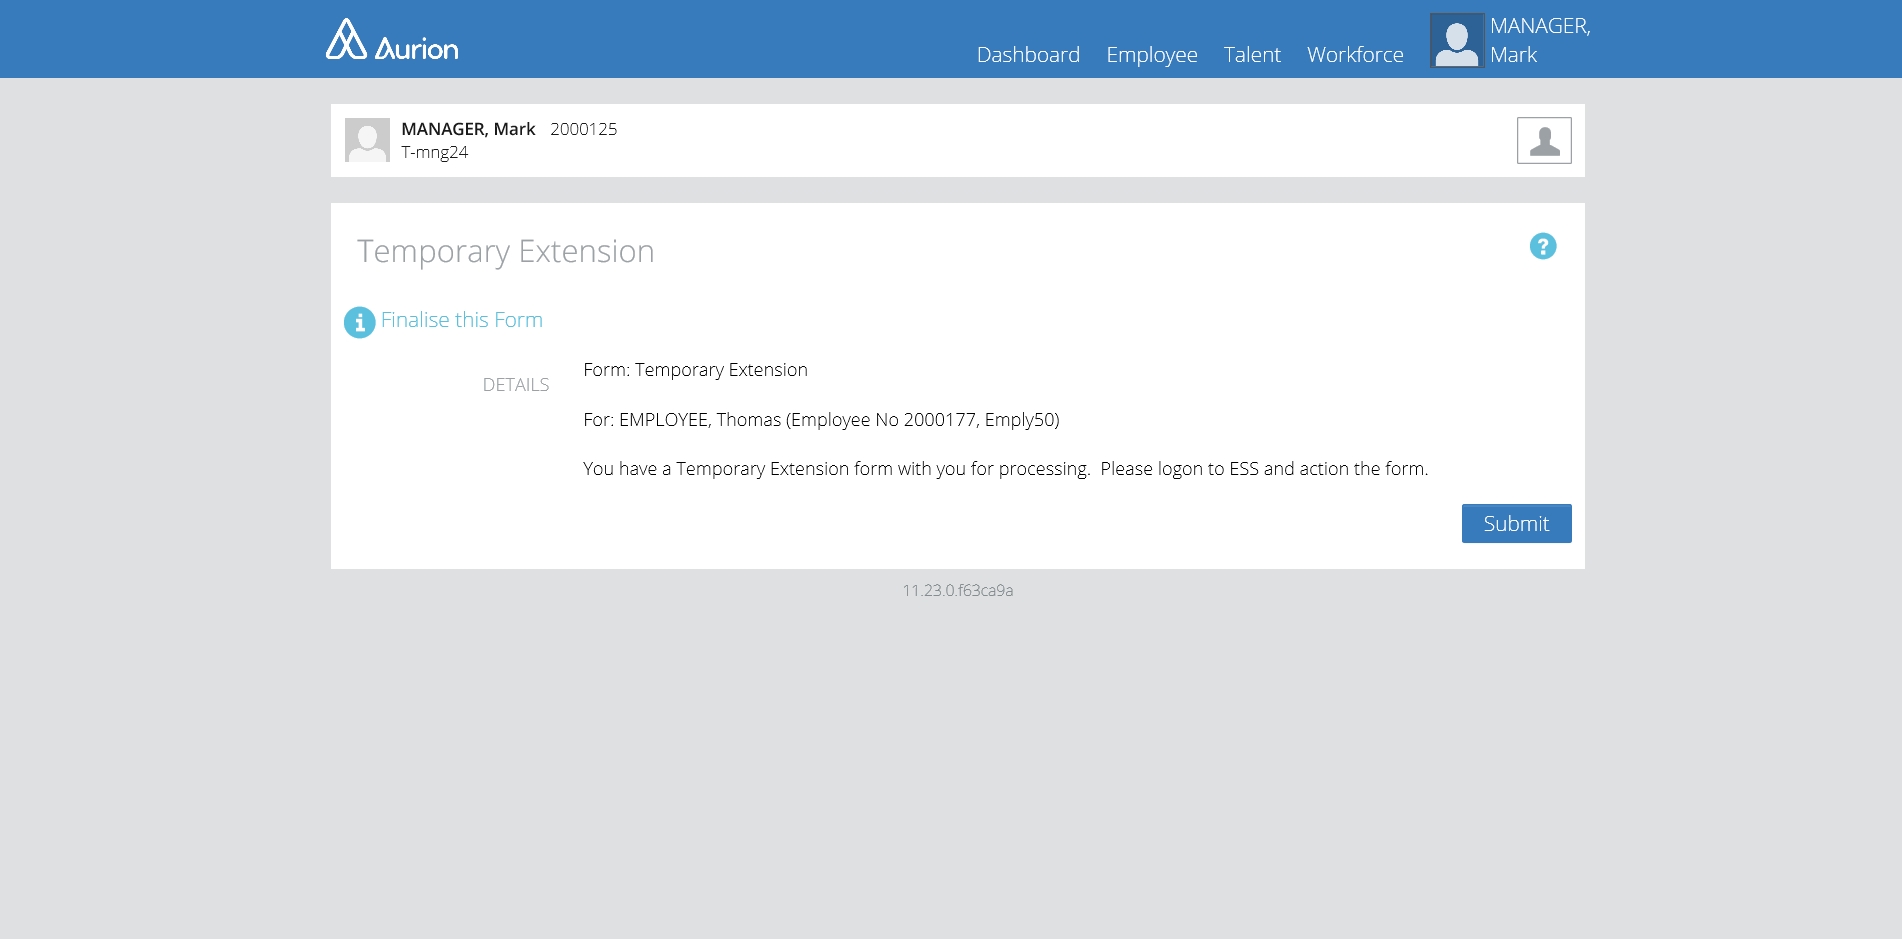 Aurion
Dashboard Employee Talent Workforce
MANAGER,
Mark
MANAGER, Mark 2000125
T-mng24
Temporary Extension
?
i Finalise this Form
DETAILS
Form: Temporary Extension
For: EMPLOYEE, Thomas (Employee No 2000177, Emply50)
You have a Temporary Extension form with you for processing.  Please logon to ESS and action the form.
Submit
11.23.0.f63ca9a